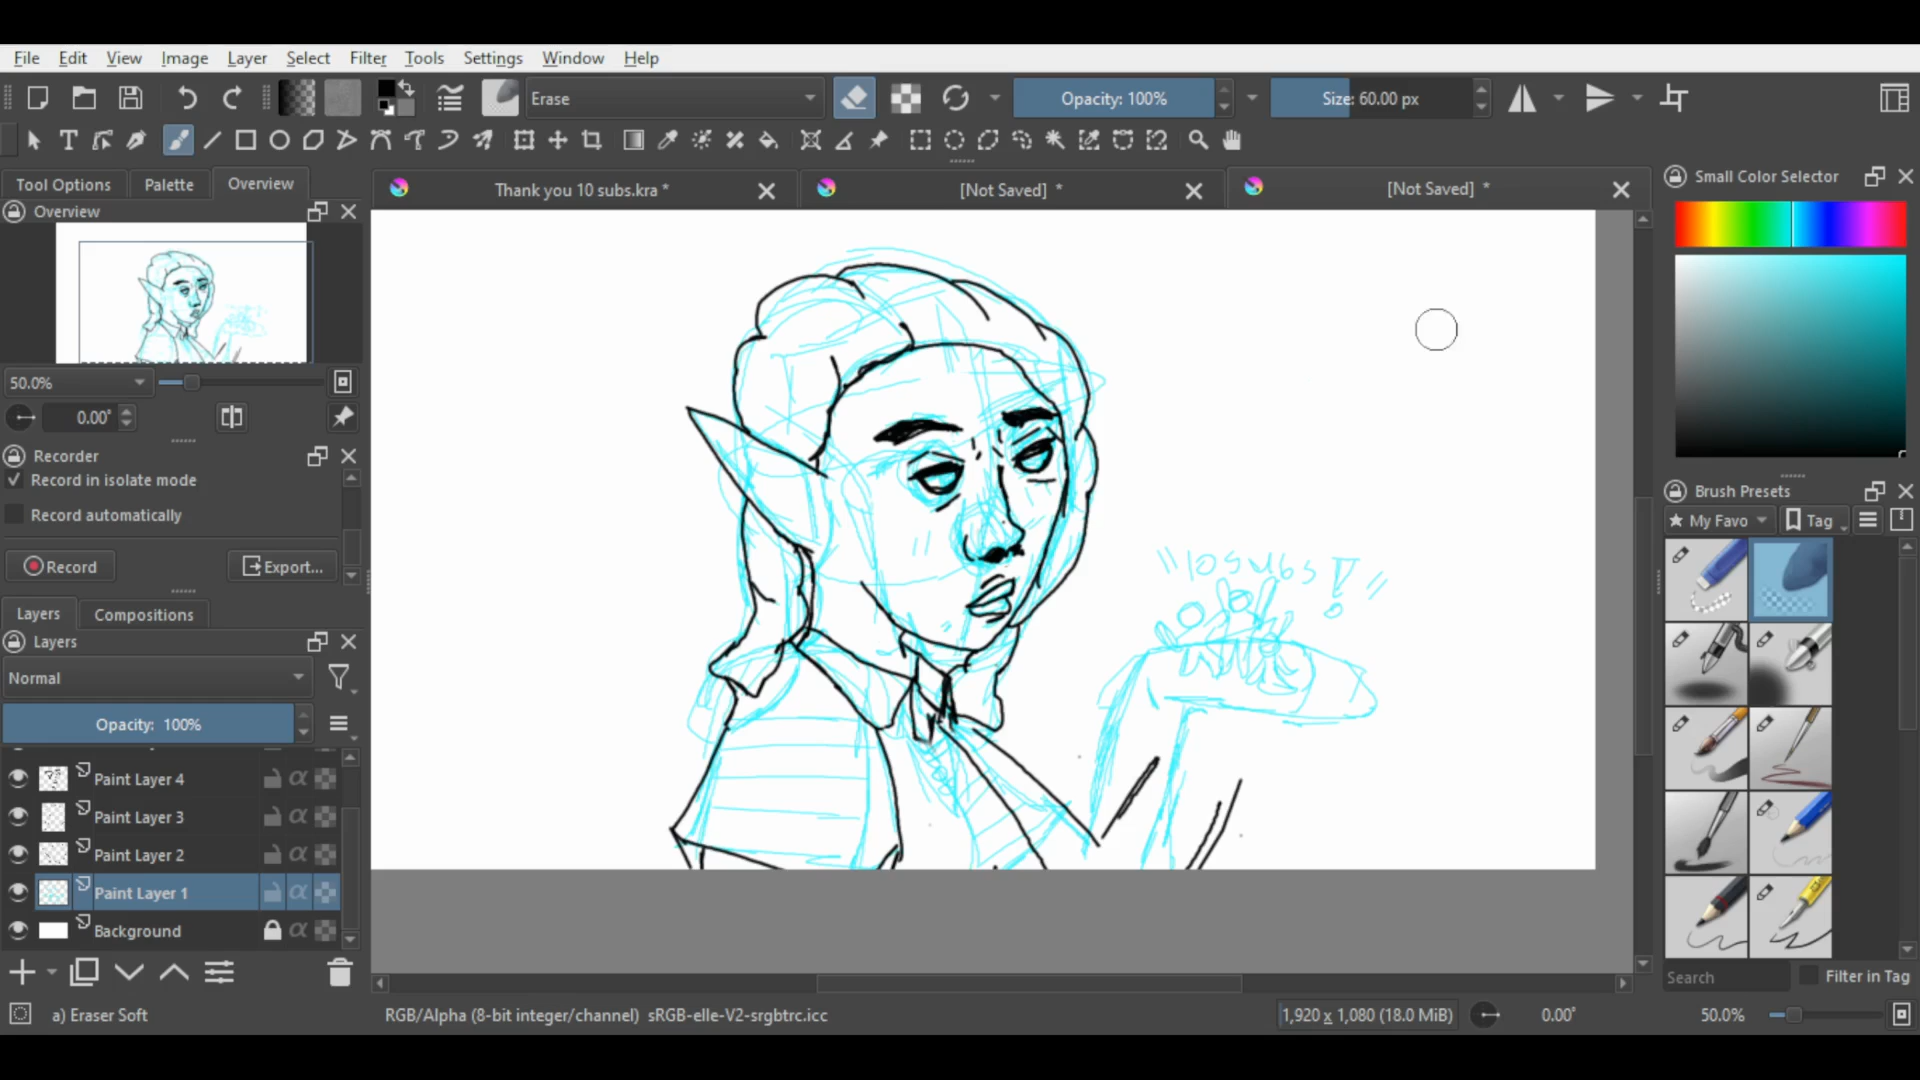 File Edit View Image Layer Select Filter Tools Settings Window Help
Erase Opacity: 100% Size: 60.00 px
Tool Options Palette Overview
Thank you 10 subs.kra * [Not Saved] * [Not Saved] *
Small Color Selector
Overview
50.0%
0.00°
Recorder
Record in isolate mode
Record automatically
Record Export...
Layers Compositions
Layers
Normal
Opacity: 100%
Paint Layer 4
Paint Layer 3
Paint Layer 2
Paint Layer 1
Background
"10 subs!"
Brush Presets
My Favo Tag
Search Filter in Tag
a) Eraser Soft RGB/Alpha (8-bit integer/channel) sRGB-elle-V2-srgbtrc.icc 1,920 x 1,080 (18.0 MiB) 0.00° 50.0%